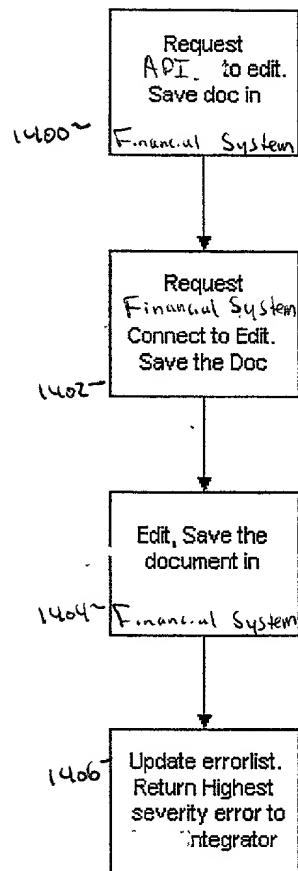 Request
API. to edit.
Save doc in
1400~
Financial System
Request
Financial System
Connect to Edit.
Save the Doc
1402~
Edit, Save the
document in
1404~
Financial System
1406~
Update errorlist.
Return Highest
severity error to
integrator